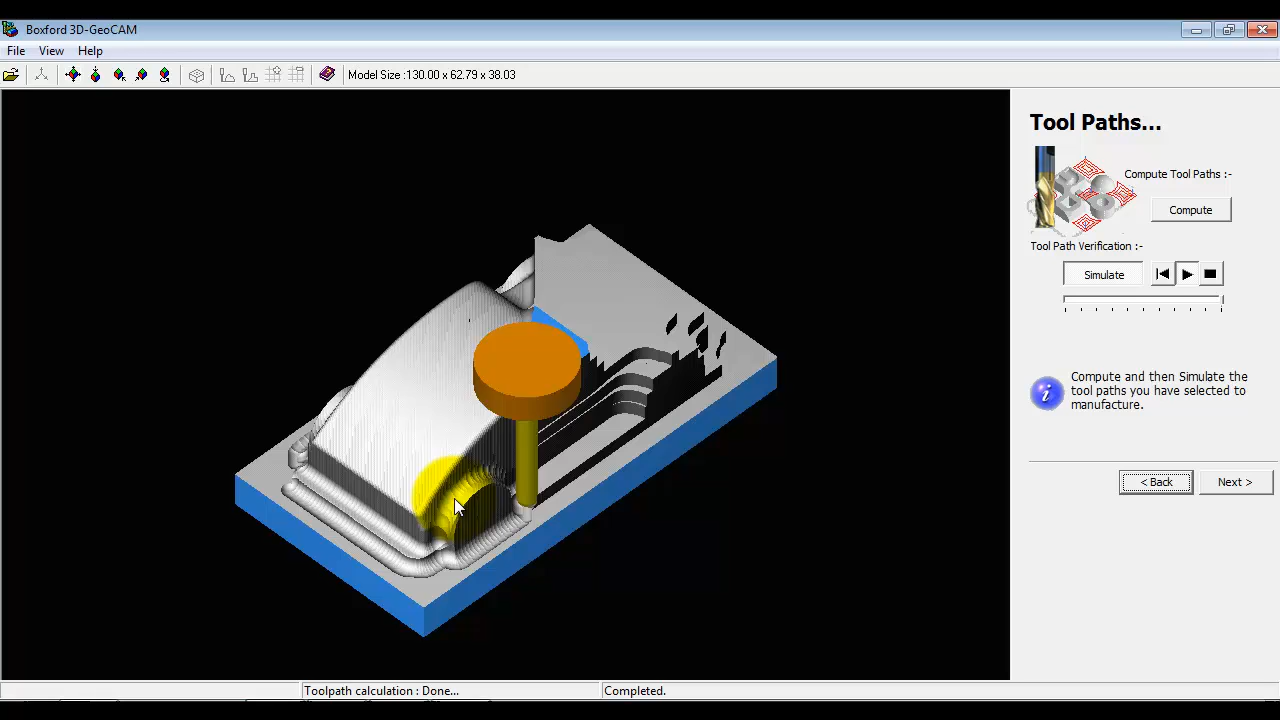 Boxford 3D-GeoCAM
File View Help
Model Size :130.00 x 62.79 x 38.03
Tool Paths...
Compute Tool Paths :-
Compute
Tool Path Verification :-
Simulate
Compute and then Simulate the
tool paths you have selected to
manufacture.
< Back
Next >
Toolpath calculation : Done...
Completed.